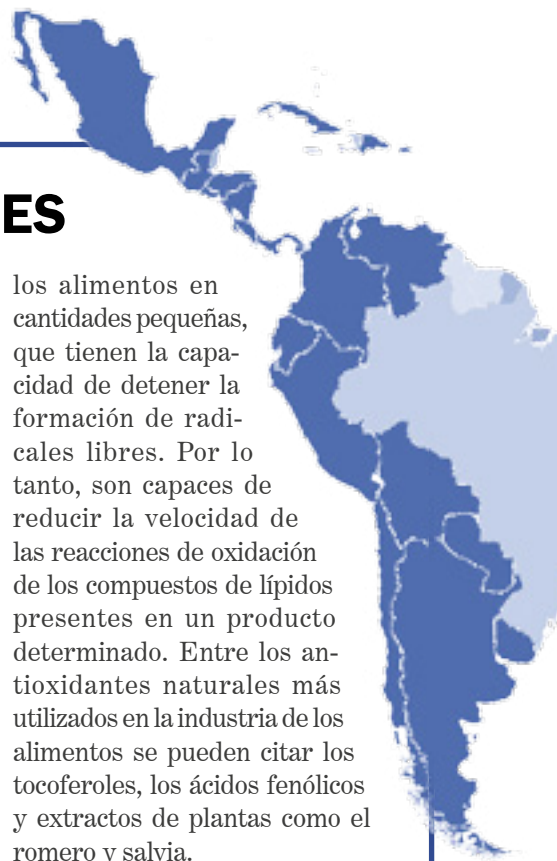 ES
los alimentos en
cantidades pequeñas,
que tienen la capa-
cidad de detener la
formación de radi-
cales libres. Por lo
tanto, son capaces de
reducir la velocidad de
las reacciones de oxidación
de los compuestos de lípidos
presentes en un producto
determinado. Entre los an-
tioxidantes naturales más
utilizados en la industria de los
alimentos se pueden citar los
tocoferoles, los ácidos fenólicos
y extractos de plantas como el
romero y salvia.